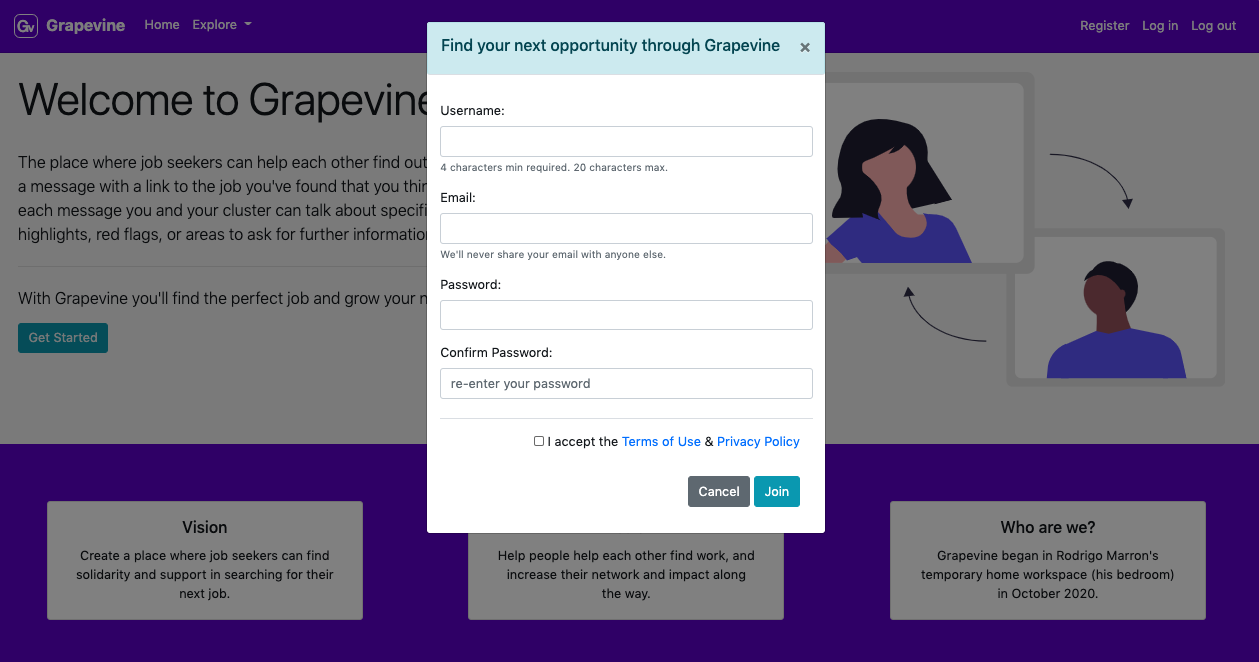 Gv Grapevine Home Explore
Register Log in Log out
Find your next opportunity through Grapevine ×
Username:
4 characters min required. 20 characters max.
Email:
We'll never share your email with anyone else.
Password:
Confirm Password:
re-enter your password
I accept the Terms of Use & Privacy Policy
Cancel Join
Welcome to Grapevine
The place where job seekers can help each other find out
a message with a link to the job you've found that you
each message you and your cluster can talk about
highlights, red flags, or areas to ask for further
With Grapevine you'll find the perfect job and grow your
Get Started
Vision
Create a place where job seekers can find
solidarity and support in searching for their
next job.
Help people help each other find work, and
increase their network and impact along
the way.
Who are we?
Grapevine began in Rodrigo Marron's
temporary home workspace (his bedroom)
in October 2020.